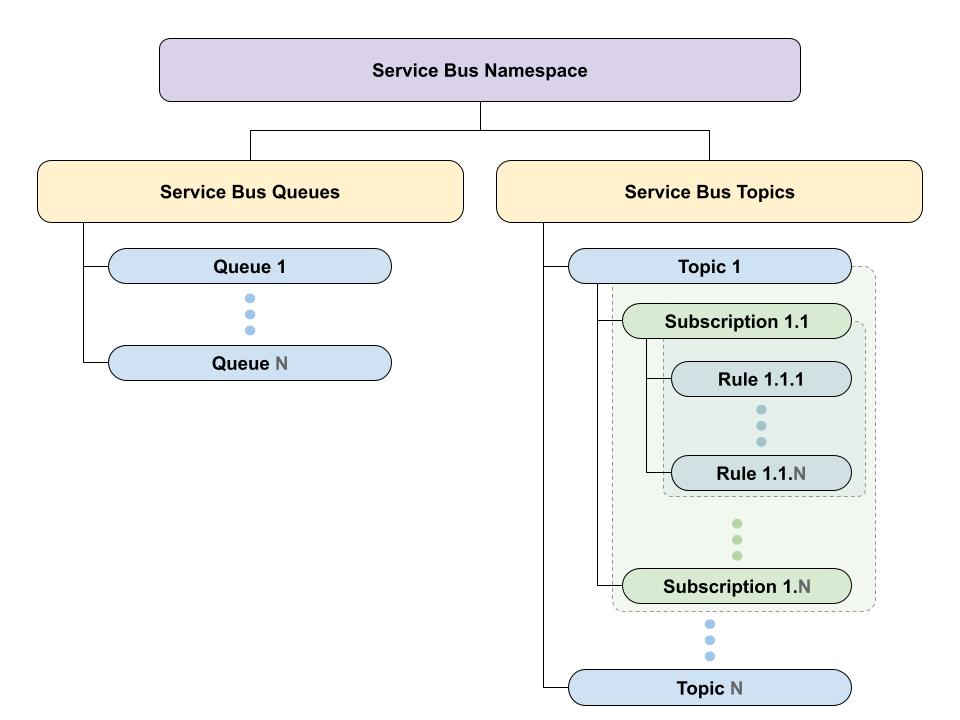 Service Bus Namespace
Service Bus Queues
Queue 1
Queue N
Service Bus Topics
Topic 1
Subscription 1.1
Rule 1.1.1
Rule 1.1.N
Subscription 1.N
Topic N